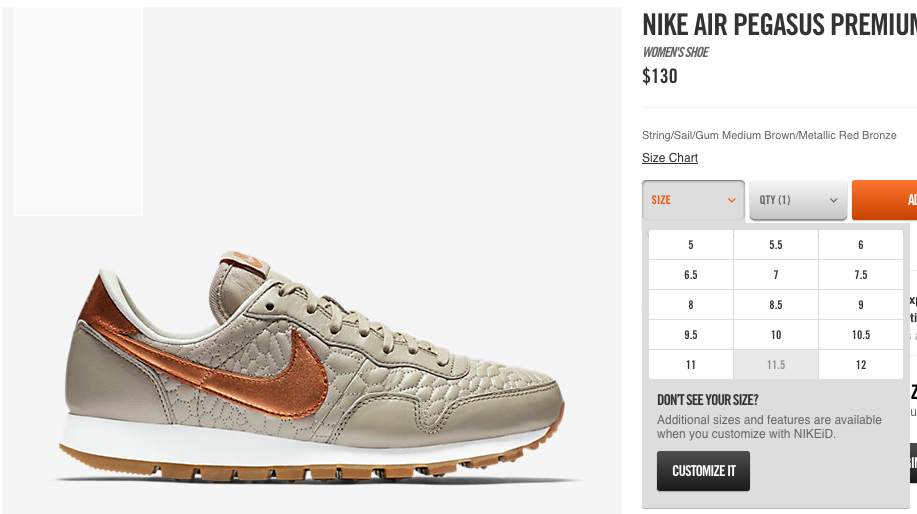 NIKE AIR PEGASUS PREMIUM
WOMEN'S SHOE
$130
String/Sail/Gum Medium Brown/Metallic Red Bronze
Size Chart
SIZE
QTY (1)
5
5.5
6
6.5
7
7.5
8
8.5
9
9.5
10
10.5
11
11.5
12
DON'T SEE YOUR SIZE?
Additional sizes and features are available
when you customize with NIKEiD.
CUSTOMIZE IT